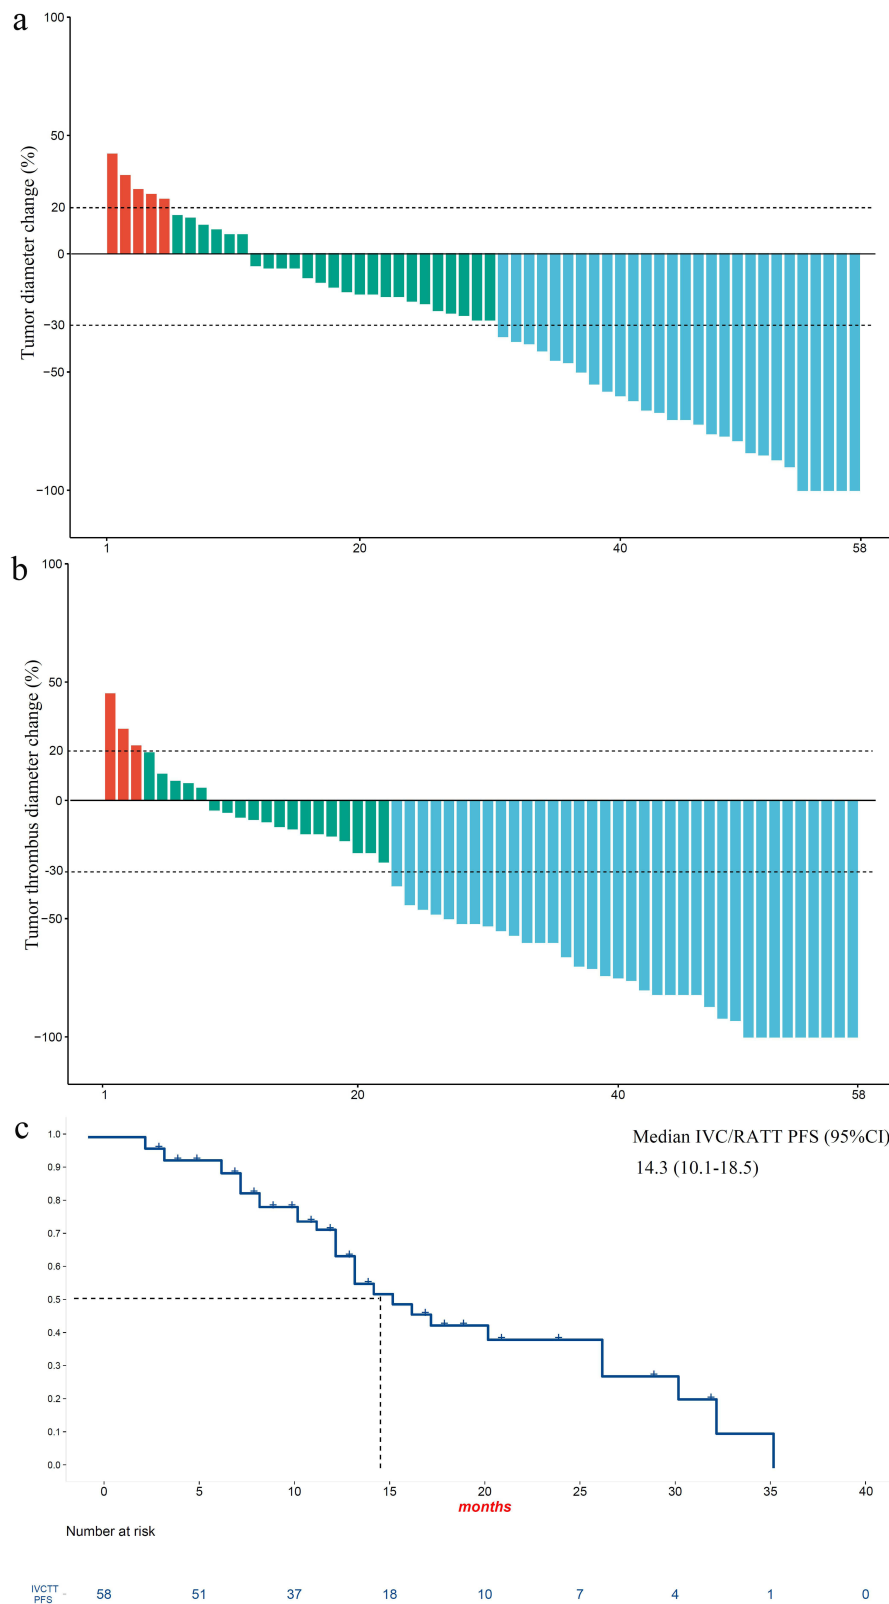 a
100
50
20
0
−30
−50
−100
Tumor diameter change (%)
1 20 40 58
b
100
50
20
0
-30
−50
−100
Tumor thrombus diameter change (%)
1 20 40 58
c
Median IVC/RATT PFS (95%CI)
14.3 (10.1-18.5)
1.0
0.9
0.8
0.7
0.6
0.5
0.4
0.3
0.2
0.1
0.0
0 5 10 15 20 25 30 35 40
months
Number at risk
IVCTT
PFS
58 51 37 18 10 7 4 1 0